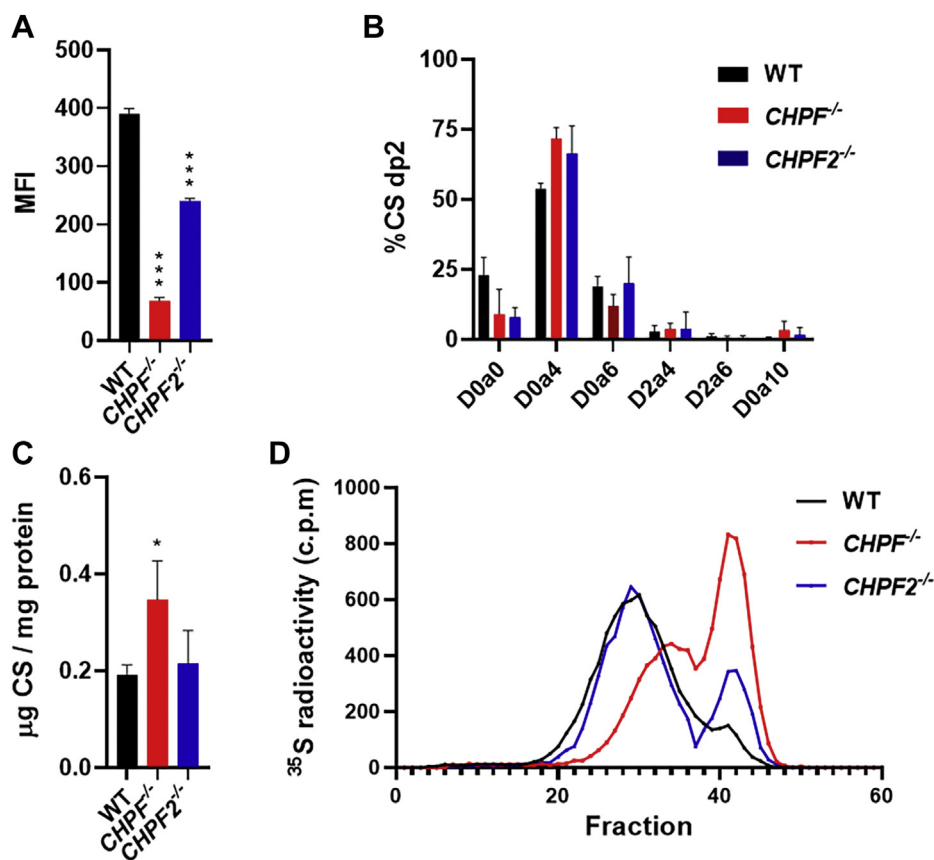 A
500
400
300
200
100
0
MFI
***
***
WT
CHPF-/-
CHPF2-/-
B
100
75
50
25
0
%CS dp2
WT
CHPF-/-
CHPF2-/-
D0a0
D0a4
D0a6
D2a4
D2a6
D0a10
C
0.6
0.4
0.2
0.0
µg CS / mg protein
*
WT
CHPF-/-
CHPF2-/-
D
1000
800
600
400
200
0
35S radioactivity (c.p.m)
WT
CHPF-/-
CHPF2-/-
0
20
40
60
Fraction